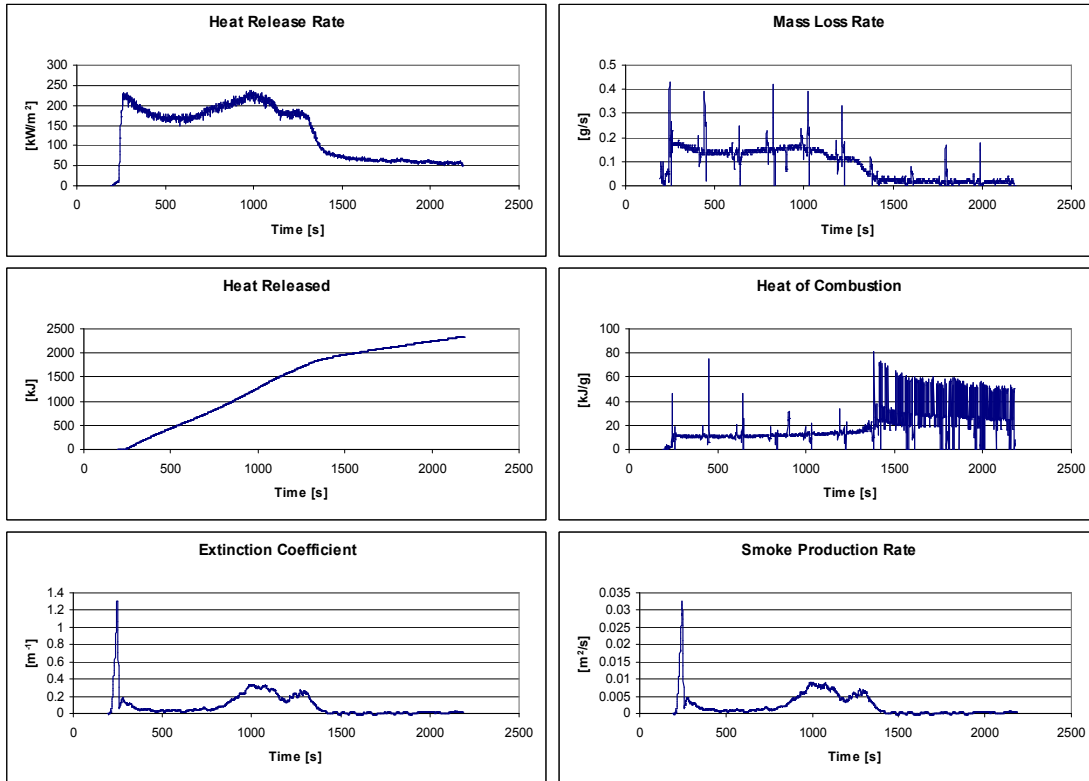 Heat Release Rate
[kW/m²]
300
250
200
150
100
50
0
0 500 1000 1500 2000 2500
Time [s]
Mass Loss Rate
[g/s]
0.5
0.4
0.3
0.2
0.1
0
0 500 1000 1500 2000 2500
Time [s]
Heat Released
[kJ]
2500
2000
1500
1000
500
0
0 500 1000 1500 2000 2500
Time [s]
Heat of Combustion
[kJ/g]
100
80
60
40
20
0
0 500 1000 1500 2000 2500
Time [s]
Extinction Coefficient
[m⁻¹]
1.4
1.2
1
0.8
0.6
0.4
0.2
0
0 500 1000 1500 2000 2500
Time [s]
Smoke Production Rate
[m²/s]
0.035
0.03
0.025
0.02
0.015
0.01
0.005
0
0 500 1000 1500 2000 2500
Time [s]